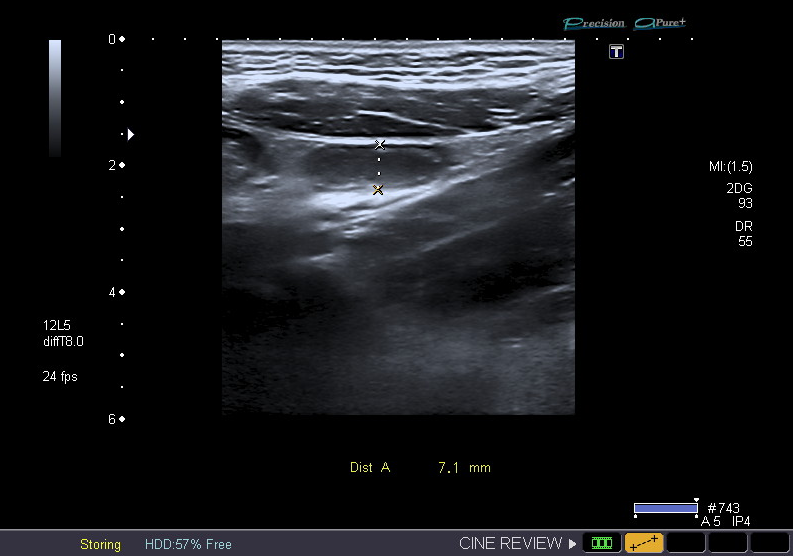 Precision APure+
T
0
2
4
6
MI:(1.5)
2DG
93
DR
55
12L5
diffT8.0
24 fps
Dist A 7.1 mm
#743
A 5 IP4
Storing HDD:57% Free CINE REVIEW